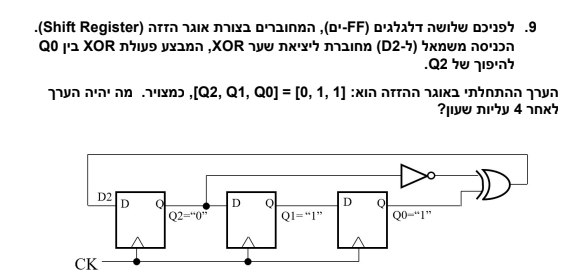 9. לפניכם שלושה דלגלגים (FF-ים), המחוברים בצורת אוגר הזזה (Shift Register).
הכניסה משמאל (ל-D2) מחוברת ליציאת שער XOR, המבצע פעולת XOR בין Q0
להיפוך של Q2.
הערך ההתחלתי באוגר ההזזה הוא: [Q2, Q1, Q0] = [0, 1, 1], כמצויר. מה יהיה הערך
לאחר 4 עליות שעון?
D2
D Q
D Q
D Q
Q2="0"
Q1="1"
Q0="1"
CK